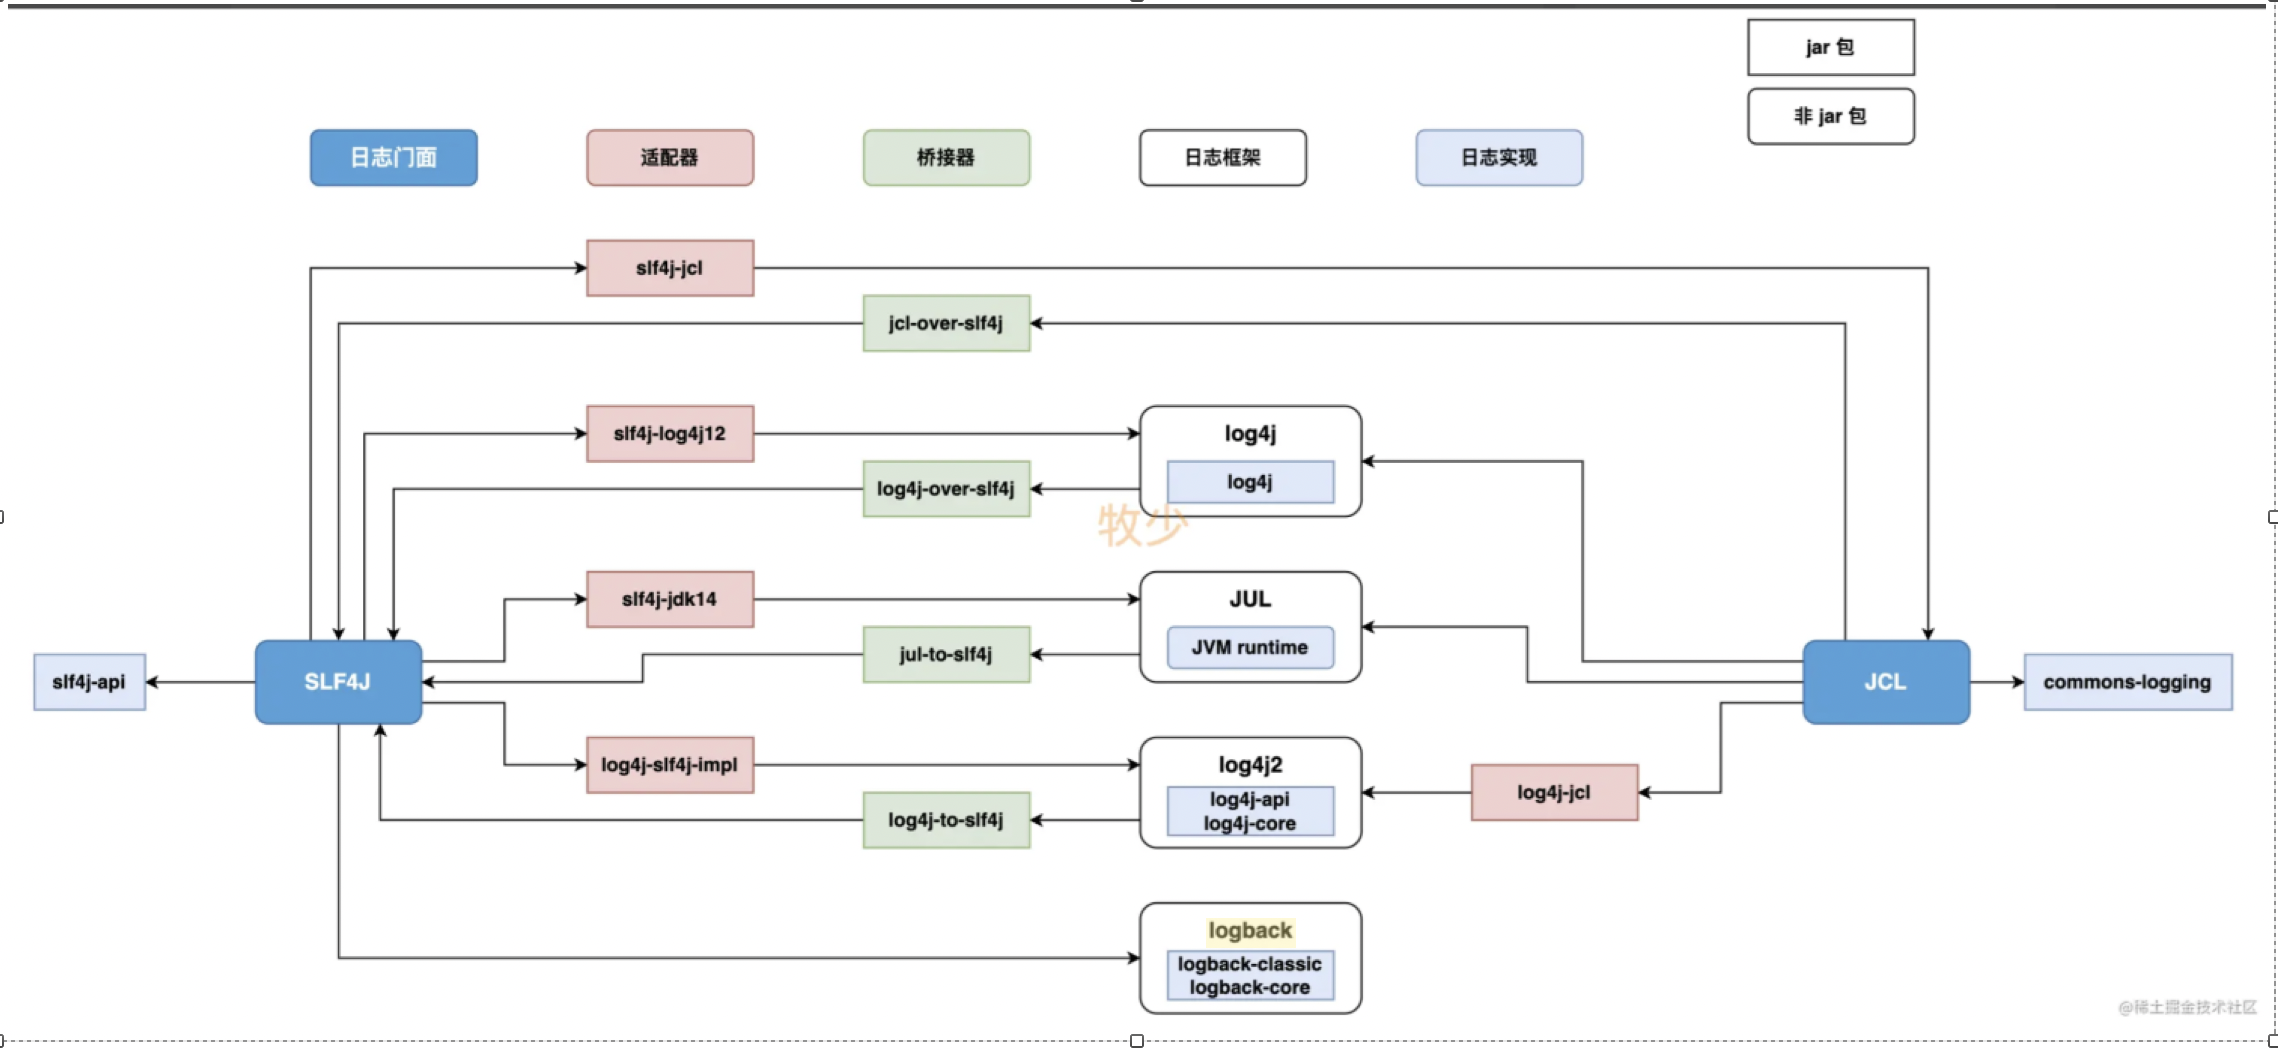 jar 包
非 jar 包
日志门面
适配器
桥接器
日志框架
日志实现
slf4j-jcl
jcl-over-slf4j
slf4j-log4j12
log4j
log4j-over-slf4j
log4j
牧少
slf4j-jdk14
JUL
jul-to-slf4j
JVM runtime
slf4j-api
SLF4J
JCL
commons-logging
log4j-slf4j-impl
log4j2
log4j-to-slf4j
log4j-api
log4j-core
log4j-jcl
logback
logback-classic
logback-core
@稀土掘金技术社区